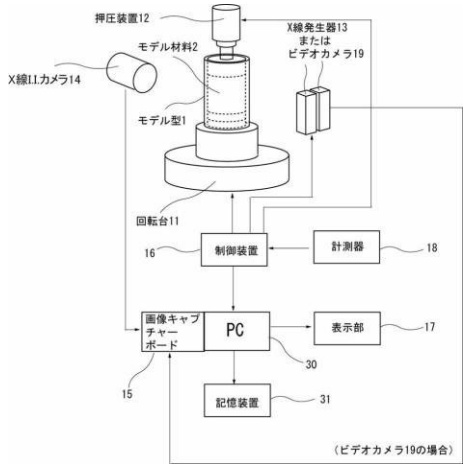 押圧装置12
モデル材料2
X線発生器13
または
ビデオカメラ19
X線I.I.カメラ14
モデル型1
回転台11
16
制御装置
計測器
18
画像キャプ
チャー
ボード
PC
表示部
17
15
30
記憶装置
31
(ビデオカメラ19の場合)